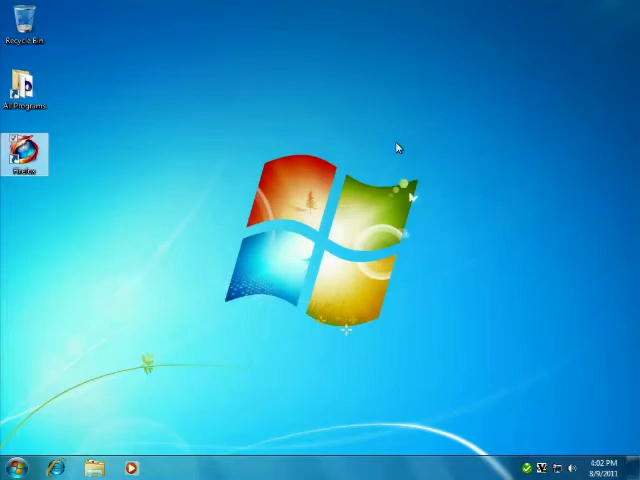 Recycle Bin
All Programs
Firefox
4:02 PM
8/9/2011